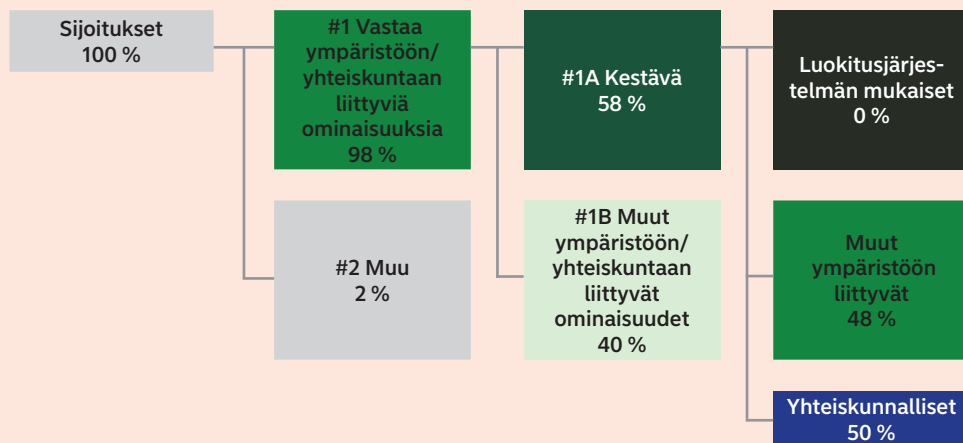 Sijoitukset
100 %
#1 Vastaa
ympäristöön/
yhteiskuntaan
liittyviä
ominaisuuksia
98 %
#2 Muu
2 %
#1A Kestävä
58 %
#1B Muut
ympäristöön/
yhteiskuntaan
liittyvät
ominaisuudet
40 %
Luokitusjärjes-
telmän mukaiset
0 %
Muut
ympäristöön
liittyvät
48 %
Yhteiskunnalliset
50 %